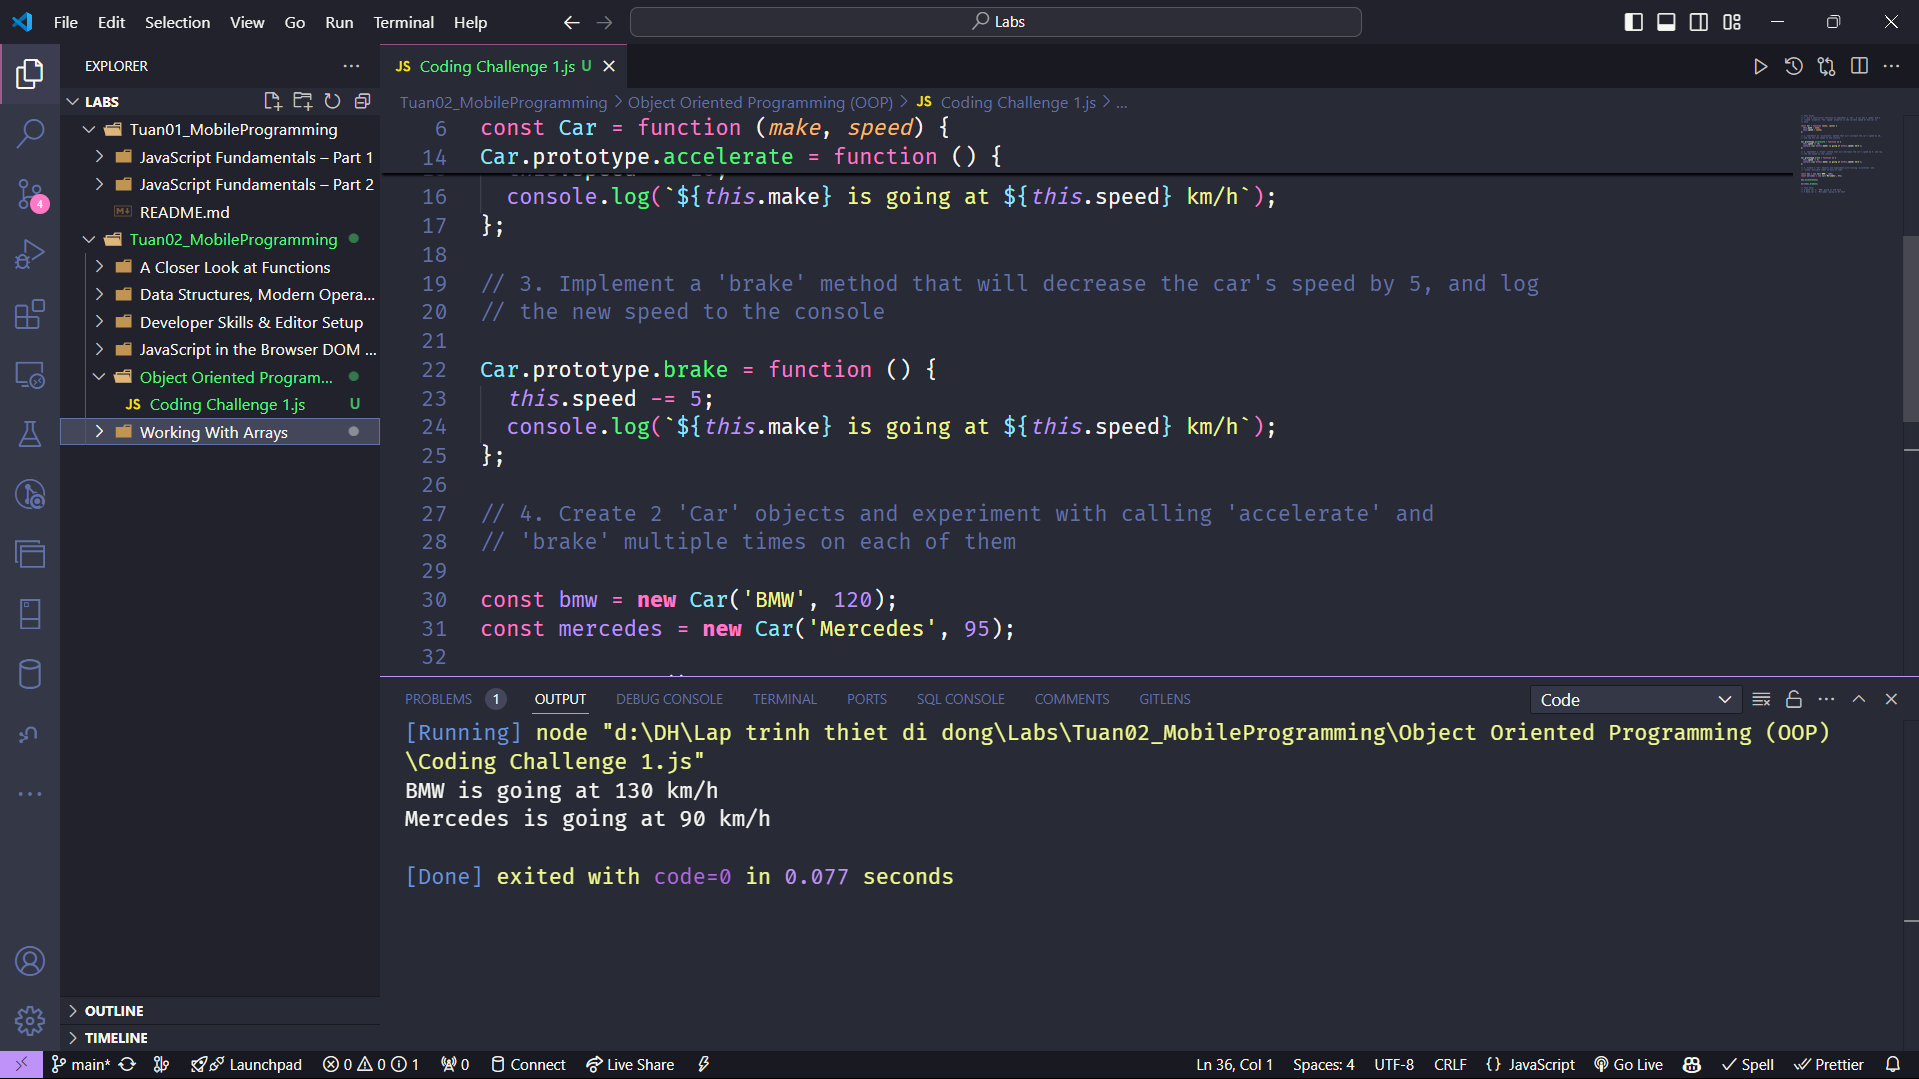 File Edit Selection View Go Run Terminal Help
Labs
EXPLORER
LABS
Tuan01_MobileProgramming
JavaScript Fundamentals – Part 1
JavaScript Fundamentals – Part 2
README.md
Tuan02_MobileProgramming
A Closer Look at Functions
Data Structures, Modern Opera...
Developer Skills & Editor Setup
JavaScript in the Browser DOM ...
Object Oriented Program...
JS Coding Challenge 1.js U
Working With Arrays
OUTLINE
TIMELINE
4
JS Coding Challenge 1.js U
Tuan02_MobileProgramming > Object Oriented Programming (OOP) > JS Coding Challenge 1.js > ...
6 const Car = function (make, speed) {
14 Car.prototype.accelerate = function () {
16 console.log(`${this.make} is going at ${this.speed} km/h`);
17 };
18
19 // 3. Implement a 'brake' method that will decrease the car's speed by 5, and log
20 // the new speed to the console
21
22 Car.prototype.brake = function () {
23 this.speed -= 5;
24 console.log(`${this.make} is going at ${this.speed} km/h`);
25 };
26
27 // 4. Create 2 'Car' objects and experiment with calling 'accelerate' and
28 // 'brake' multiple times on each of them
29
30 const bmw = new Car('BMW', 120);
31 const mercedes = new Car('Mercedes', 95);
32
PROBLEMS 1 OUTPUT DEBUG CONSOLE TERMINAL PORTS SQL CONSOLE COMMENTS GITLENS Code
[Running] node "d:\DH\Lap trinh thiet di dong\Labs\Tuan02_MobileProgramming\Object Oriented Programming (OOP)
\Coding Challenge 1.js"
BMW is going at 130 km/h
Mercedes is going at 90 km/h
[Done] exited with code=0 in 0.077 seconds
main* Launchpad 0 0 1 0 Connect Live Share Ln 36, Col 1 Spaces: 4 UTF-8 CRLF {} JavaScript Go Live Spell Prettier